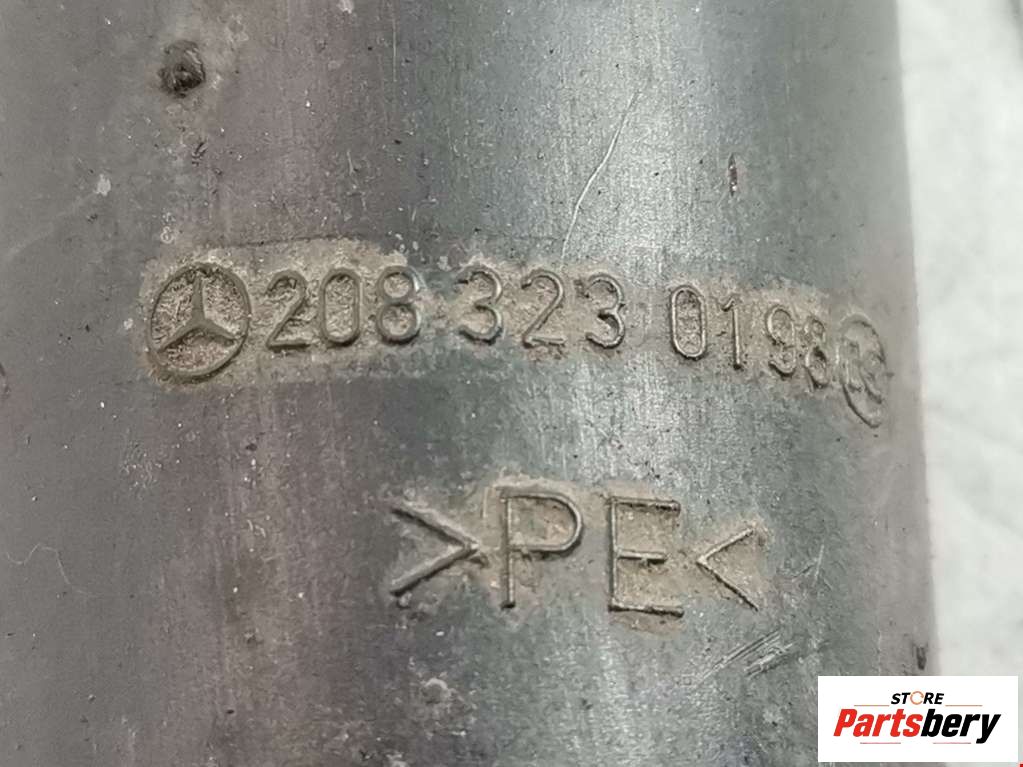 208 323 0198
>PE<
STORE
Partsbery